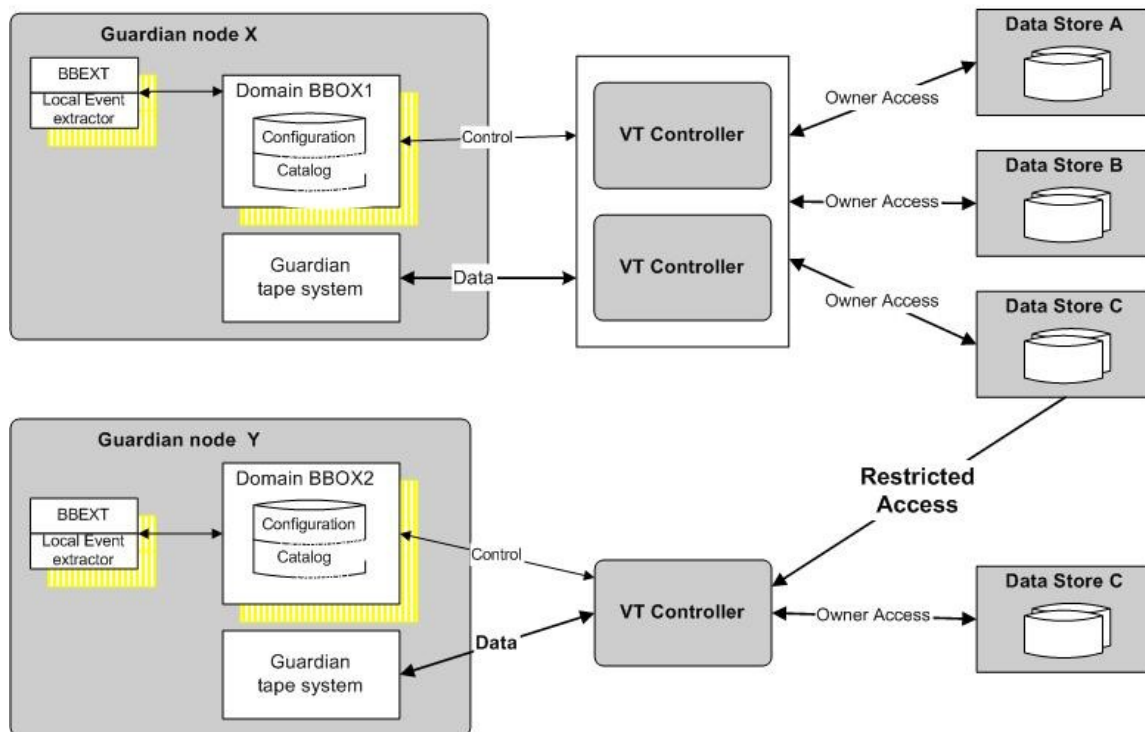 Guardian node X
BBEXT
Local Event
extractor
Domain BBOX1
Configuration
Catalog
Guardian
tape system
Control
Data
VT Controller
VT Controller
Owner Access
Owner Access
Owner Access
Data Store A
Data Store B
Data Store C
Guardian node Y
BBEXT
Local Event
extractor
Domain BBOX2
Configuration
Catalog
Guardian
tape system
Control
Data
VT Controller
Restricted
Access
Owner Access
Data Store C